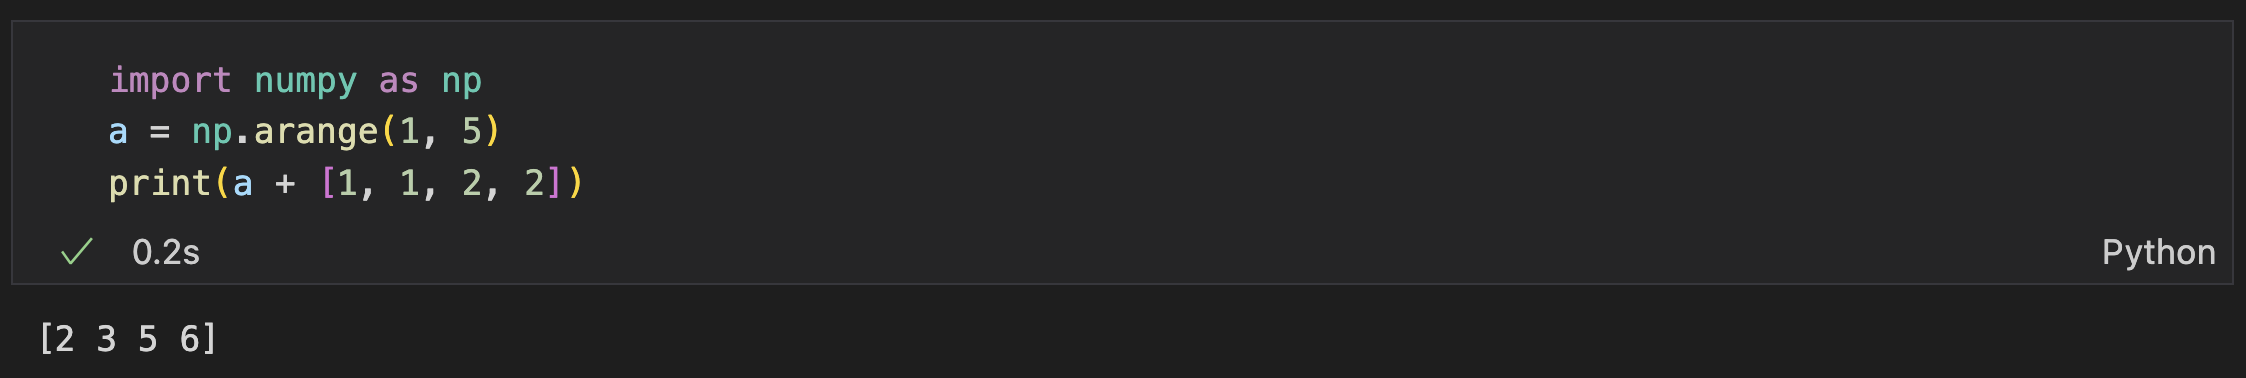 import numpy as np
a = np.arange(1, 5)
print(a + [1, 1, 2, 2])
0.2s
Python
[2 3 5 6]